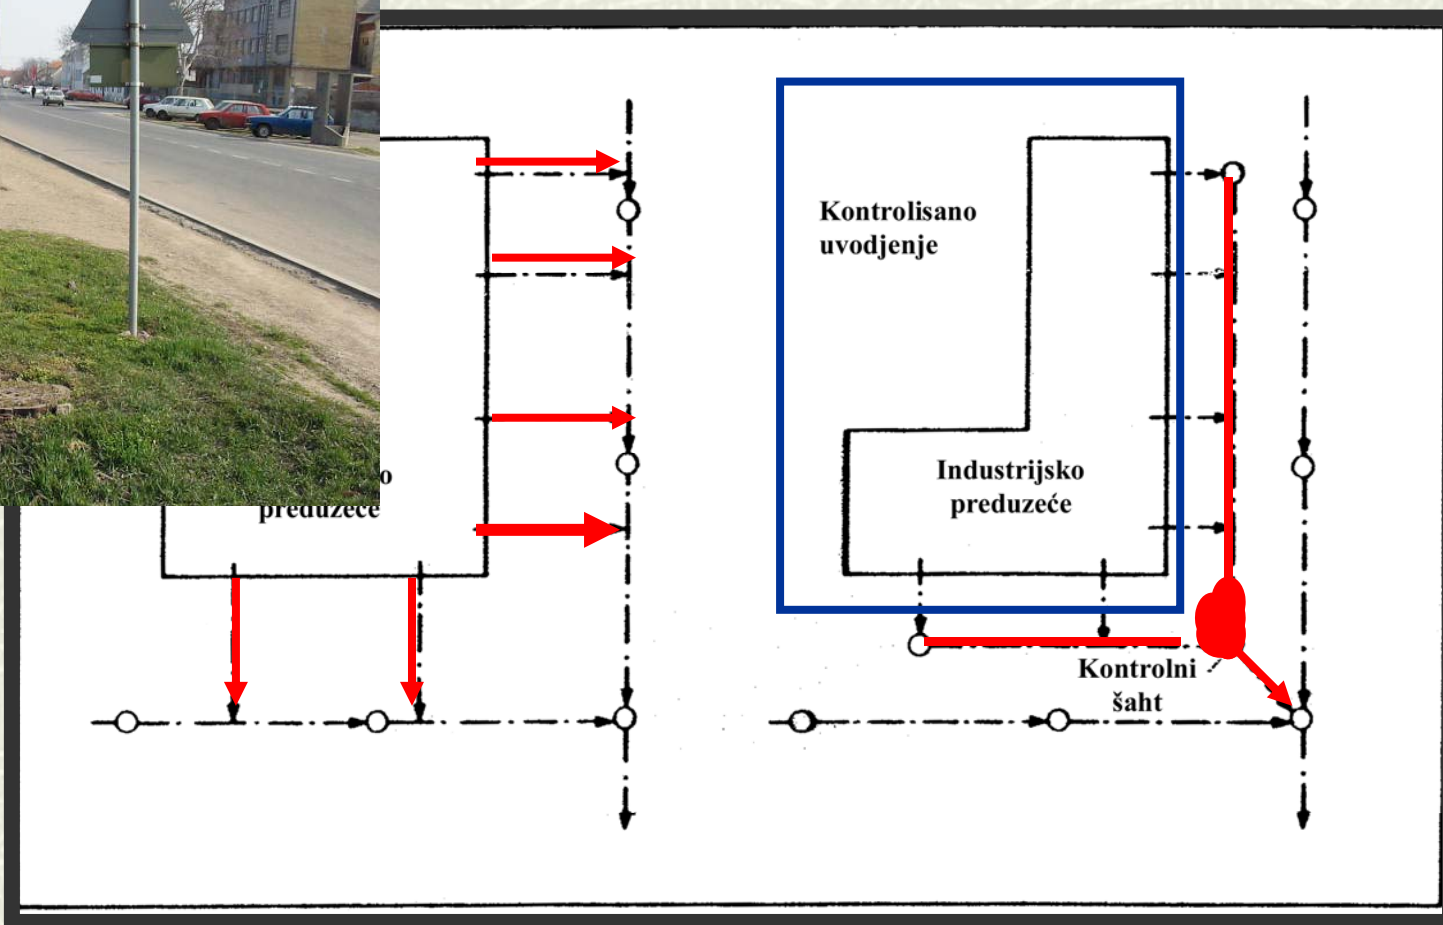 Kontrolisano
uvodjenje
Industrijsko
preduzeće
o
preduzeće
Kontrolni
šaht